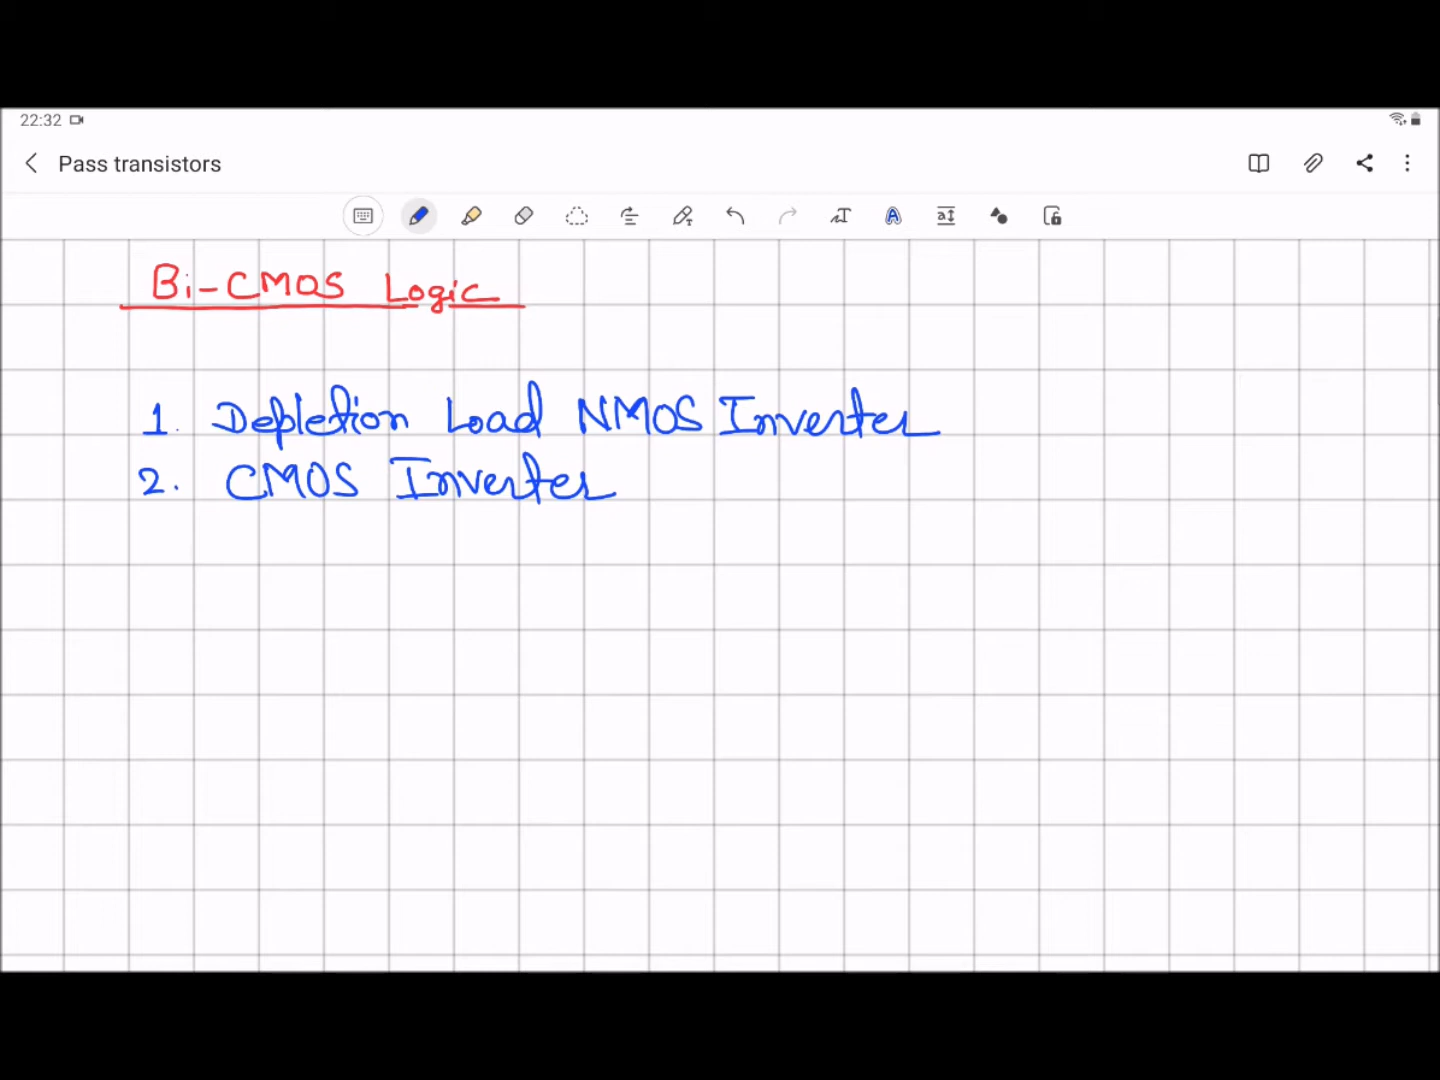 22:32
Pass transistors
Bi-CMOS Logic
1. Depletion Load NMOS Inverter
2. CMOS Inverter